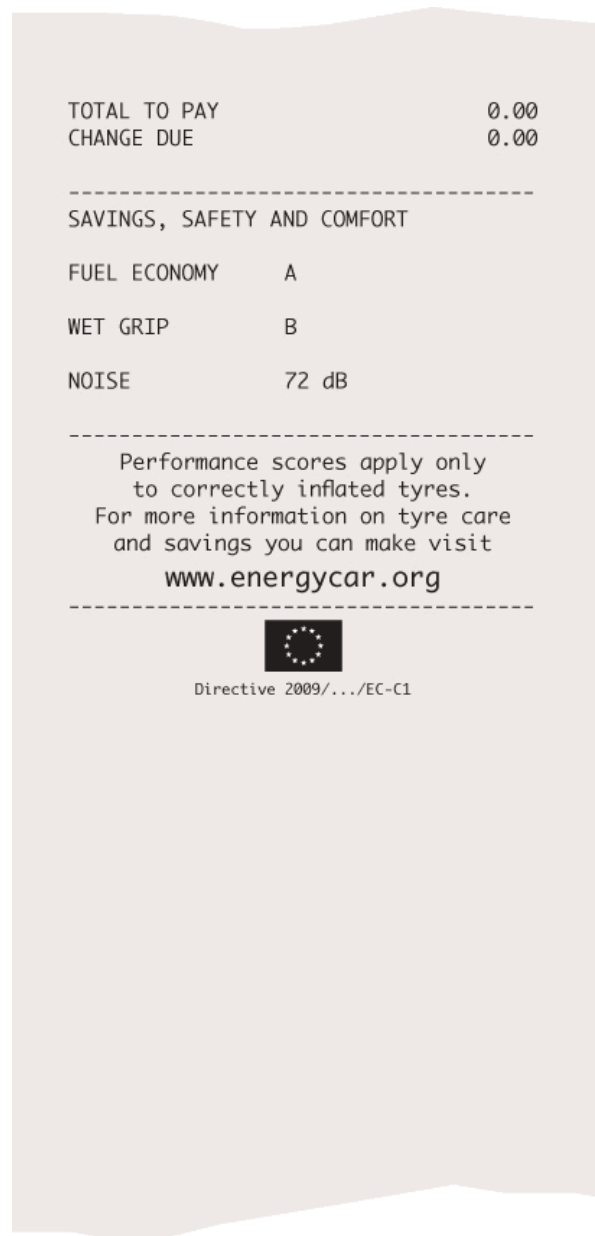 TOTAL TO PAY 0.00
CHANGE DUE 0.00
-------------------------------------
SAVINGS, SAFETY AND COMFORT
FUEL ECONOMY A
WET GRIP B
NOISE 72 dB
-------------------------------------
Performance scores apply only
to correctly inflated tyres.
For more information on tyre care
and savings you can make visit
www.energycar.org
-------------------------------------
Directive 2009/.../EC-C1